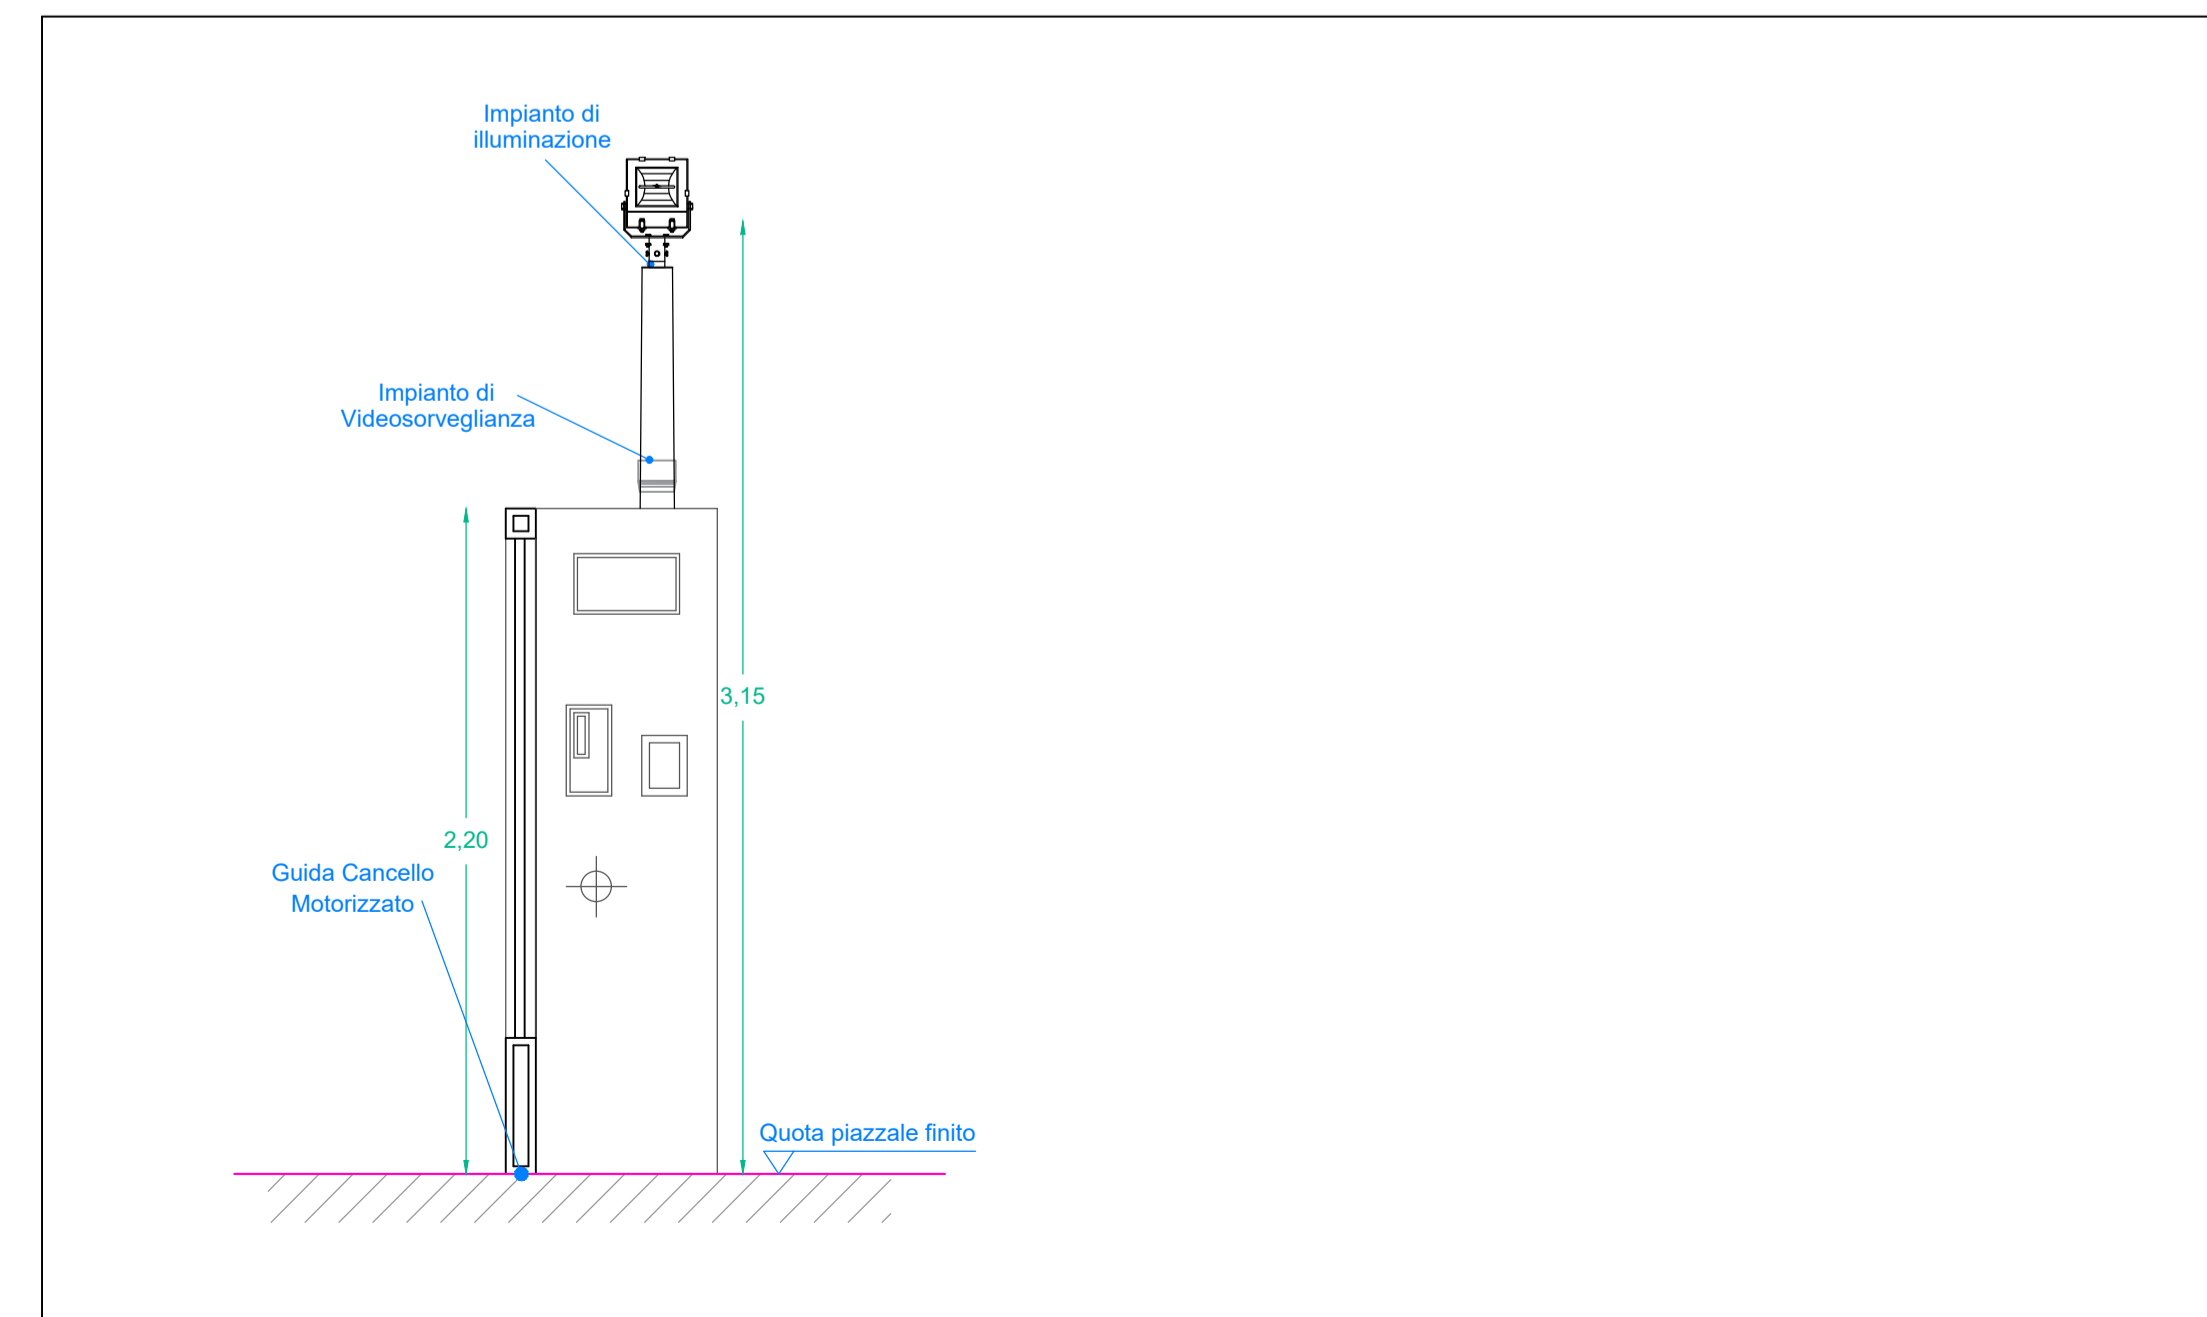 Impianto di
illuminazione
Impianto di
Videosorveglianza
3,15
2,20
Guida Cancello
Motorizzato
Quota piazzale finito